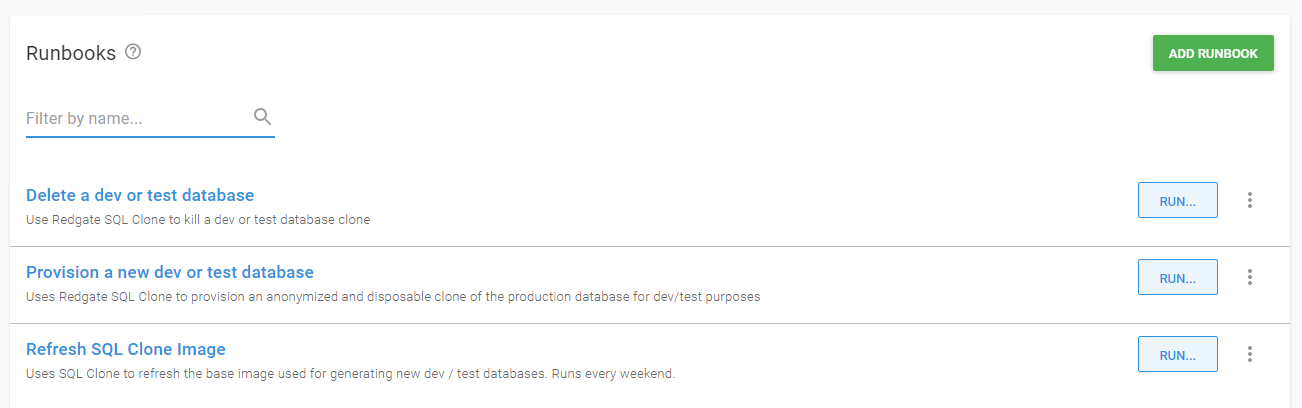 Runbooks
ADD RUNBOOK
Filter by name...
Delete a dev or test database
Use Redgate SQL Clone to kill a dev or test database clone
RUN...
Provision a new dev or test database
Uses Redgate SQL Clone to provision an anonymized and disposable clone of the production database for dev/test purposes
RUN...
Refresh SQL Clone Image
Uses SQL Clone to refresh the base image used for generating new dev / test databases. Runs every weekend.
RUN...